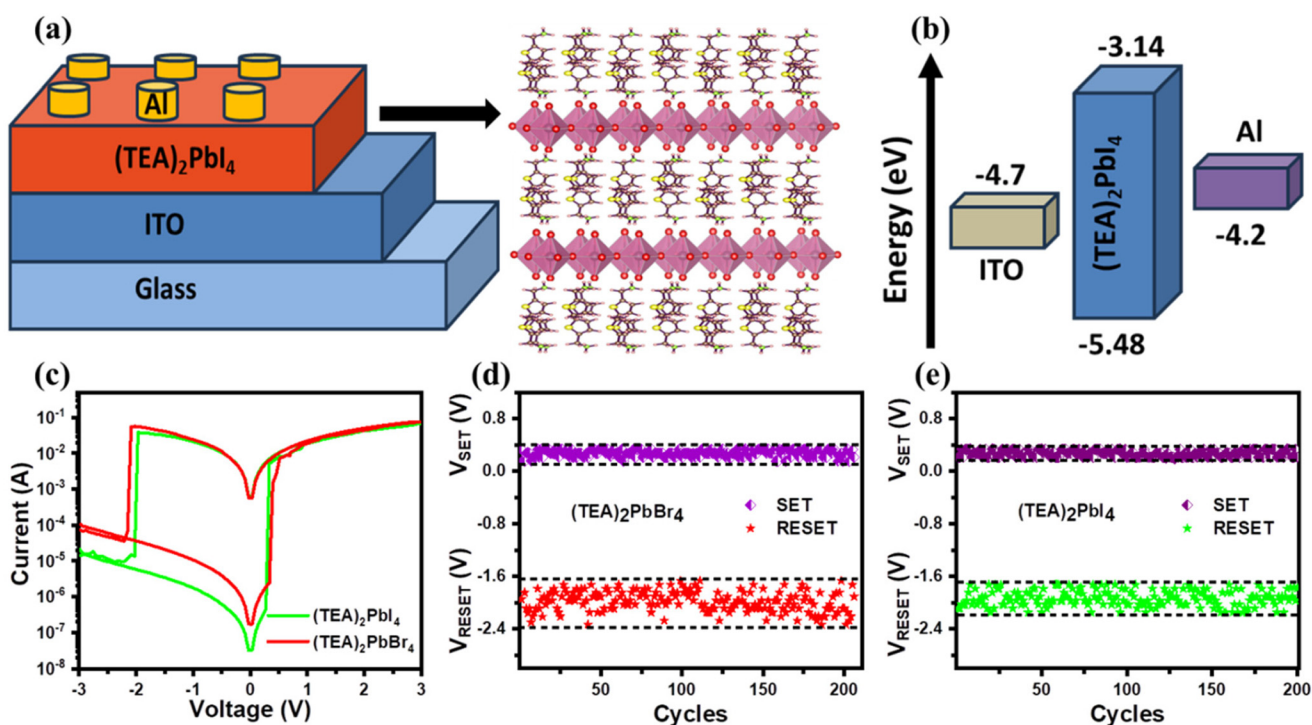 (a)
Al
(TEA)₂PbI₄
ITO
Glass
(b)
Energy (eV)
-3.14
-4.7
ITO
(TEA)₂PbI₄
-5.48
Al
-4.2
(c)
Current (A)
10⁻¹
10⁻²
10⁻³
10⁻⁴
10⁻⁵
10⁻⁶
10⁻⁷
10⁻⁸
(TEA)₂PbI₄
(TEA)₂PbBr₄
-3 -2 -1 0 1 2 3
Voltage (V)
(d)
V_RESET (V) V_SET (V)
0.8
0.0
-0.8
-1.6
-2.4
(TEA)₂PbBr₄
SET
RESET
50 100 150 200
Cycles
(e)
V_RESET (V) V_SET (V)
0.8
0.0
-0.8
-1.6
-2.4
(TEA)₂PbI₄
SET
RESET
50 100 150 200
Cycles